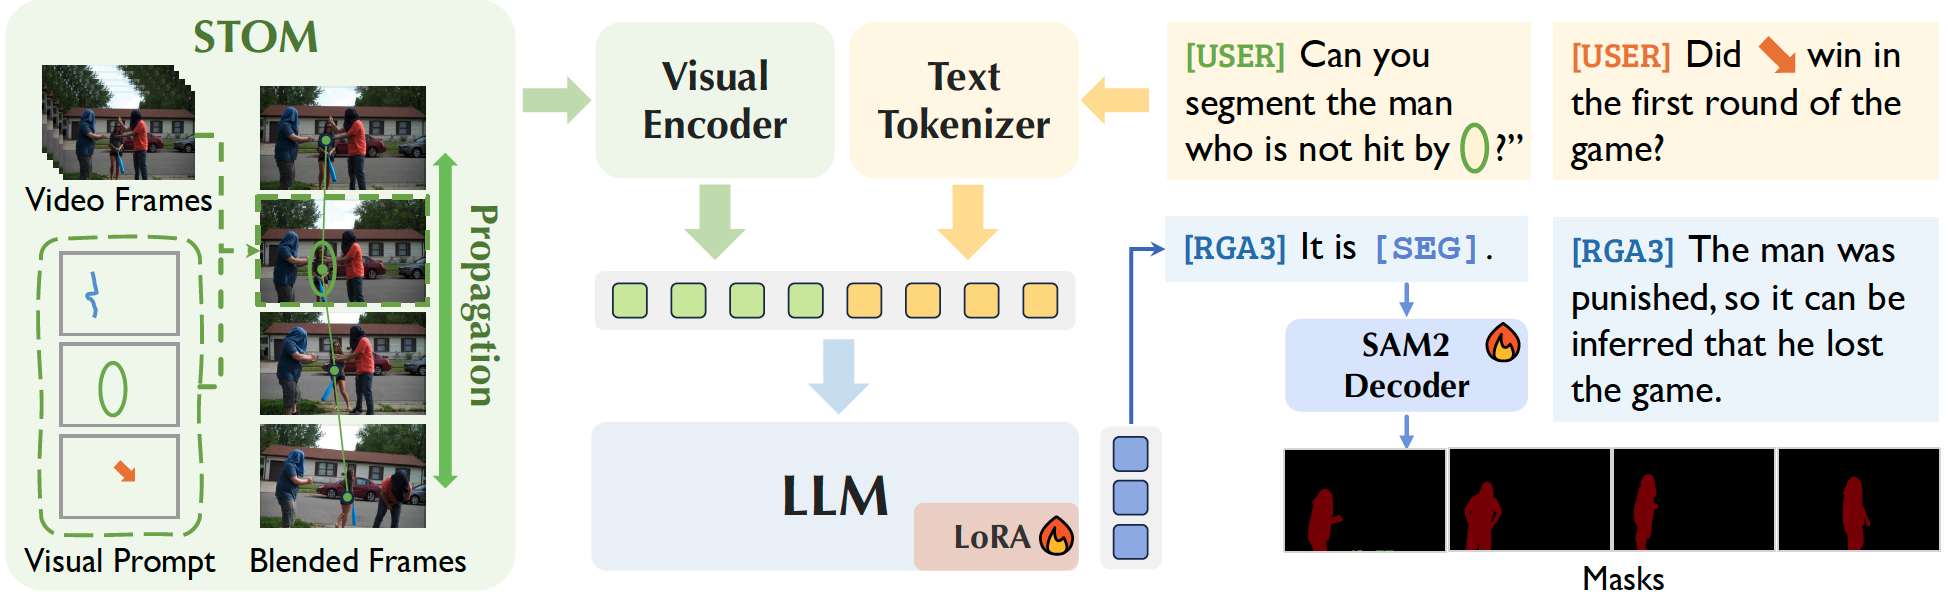 STOM
Video Frames
Visual Prompt
Blended Frames
Propagation
Visual
Encoder
Text
Tokenizer
LLM
LoRA
[USER] Can you
segment the man
who is not hit by ?”
[RGA3] It is [SEG].
SAM2
Decoder
Masks
[USER] Did win in
the first round of the
game?
[RGA3] The man was
punished, so it can be
inferred that he lost
the game.